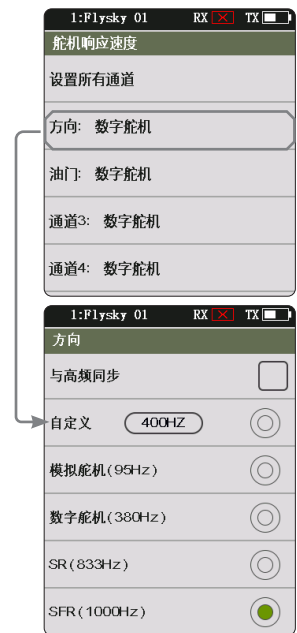 1:Flysky 01 RX TX
舵机响应速度
设置所有通道
方向: 数字舵机
油门: 数字舵机
通道3: 数字舵机
通道4: 数字舵机
1:Flysky 01 RX TX
方向
与高频同步
自定义 400HZ
模拟舵机(95Hz)
数字舵机(380Hz)
SR(833Hz)
SFR(1000Hz)